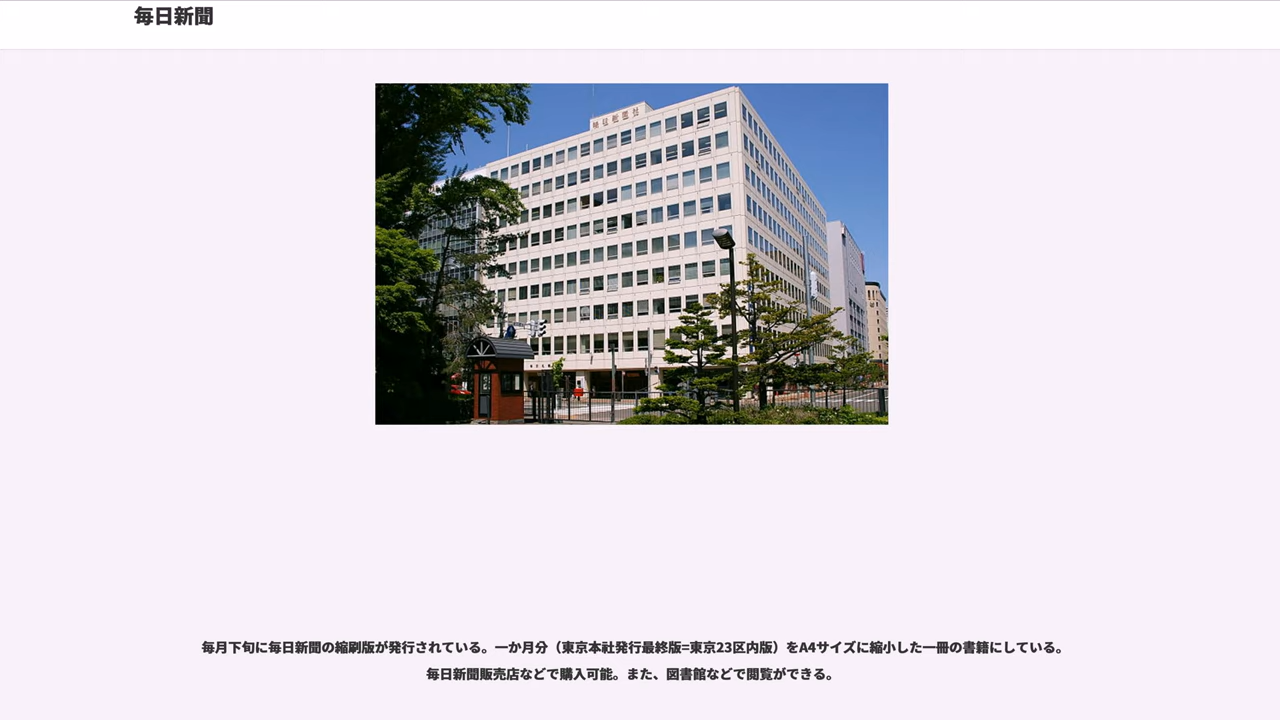 毎日新聞
毎月下旬に毎日新聞の縮刷版が発行されている。一か月分（東京本社発行最終版=東京23区内版）をA4サイズに縮小した一冊の書籍にしている。
毎日新聞販売店などで購入可能。また、図書館などで閲覧ができる。